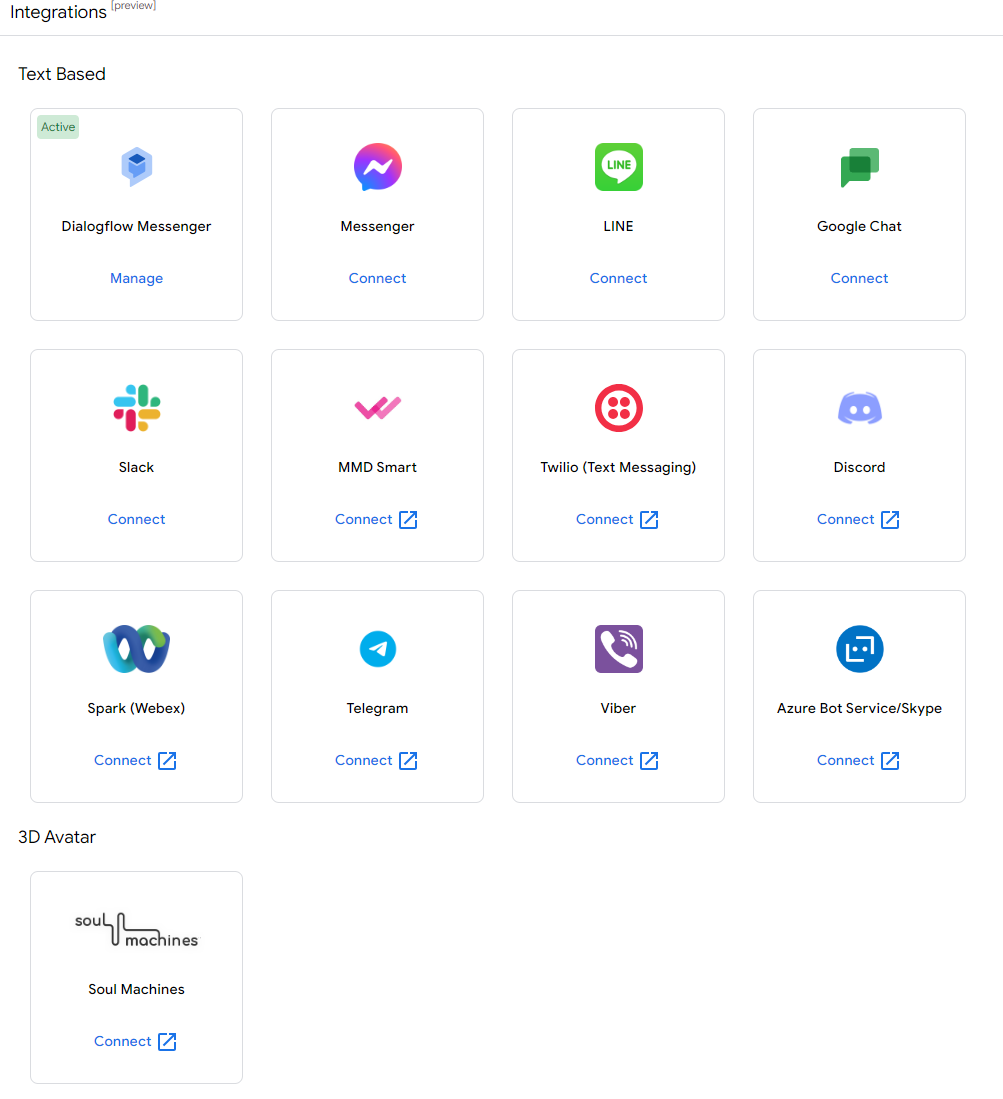 Integrations [preview]
Text Based
Active
LINE
Dialogflow Messenger
Messenger
LINE
Google Chat
Manage
Connect
Connect
Connect
Slack
MMD Smart
Twilio (Text Messaging)
Discord
Connect
Connect
Connect
Connect
Spark (Webex)
Telegram
Viber
Azure Bot Service/Skype
Connect
Connect
Connect
Connect
3D Avatar
soul machines
Soul Machines
Connect